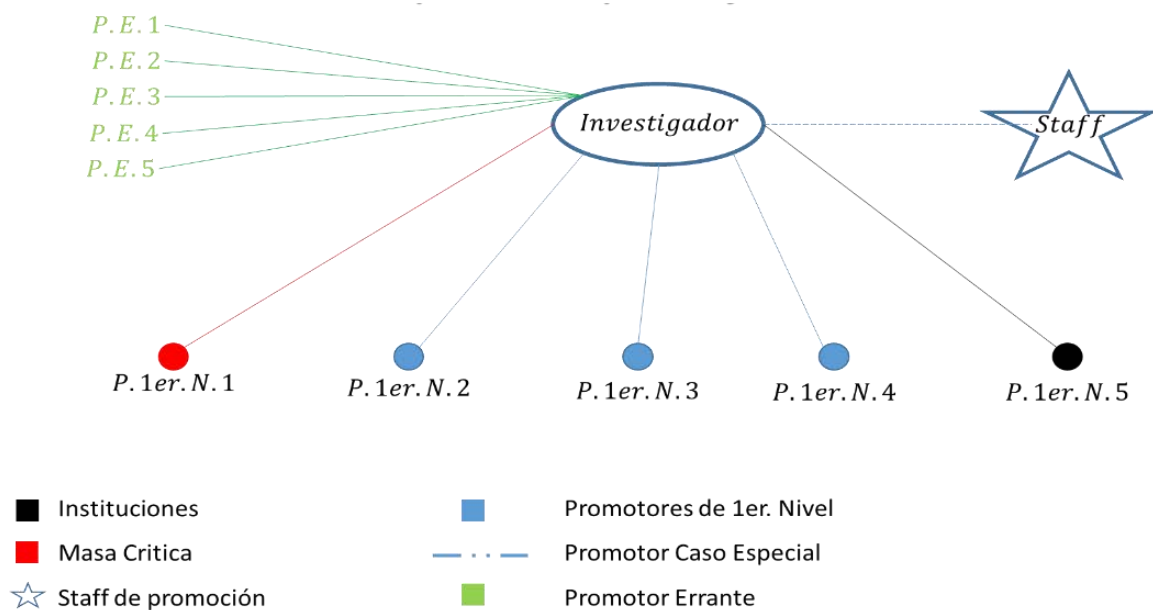 P.E.1
P.E.2
P.E.3
P.E.4
P.E.5
Investigador
Staff
P.1er.N.1
P.1er.N.2
P.1er.N.3
P.1er.N.4
P.1er.N.5
Instituciones
Promotores de 1er. Nivel
Masa Critica
Promotor Caso Especial
Staff de promoción
Promotor Errante